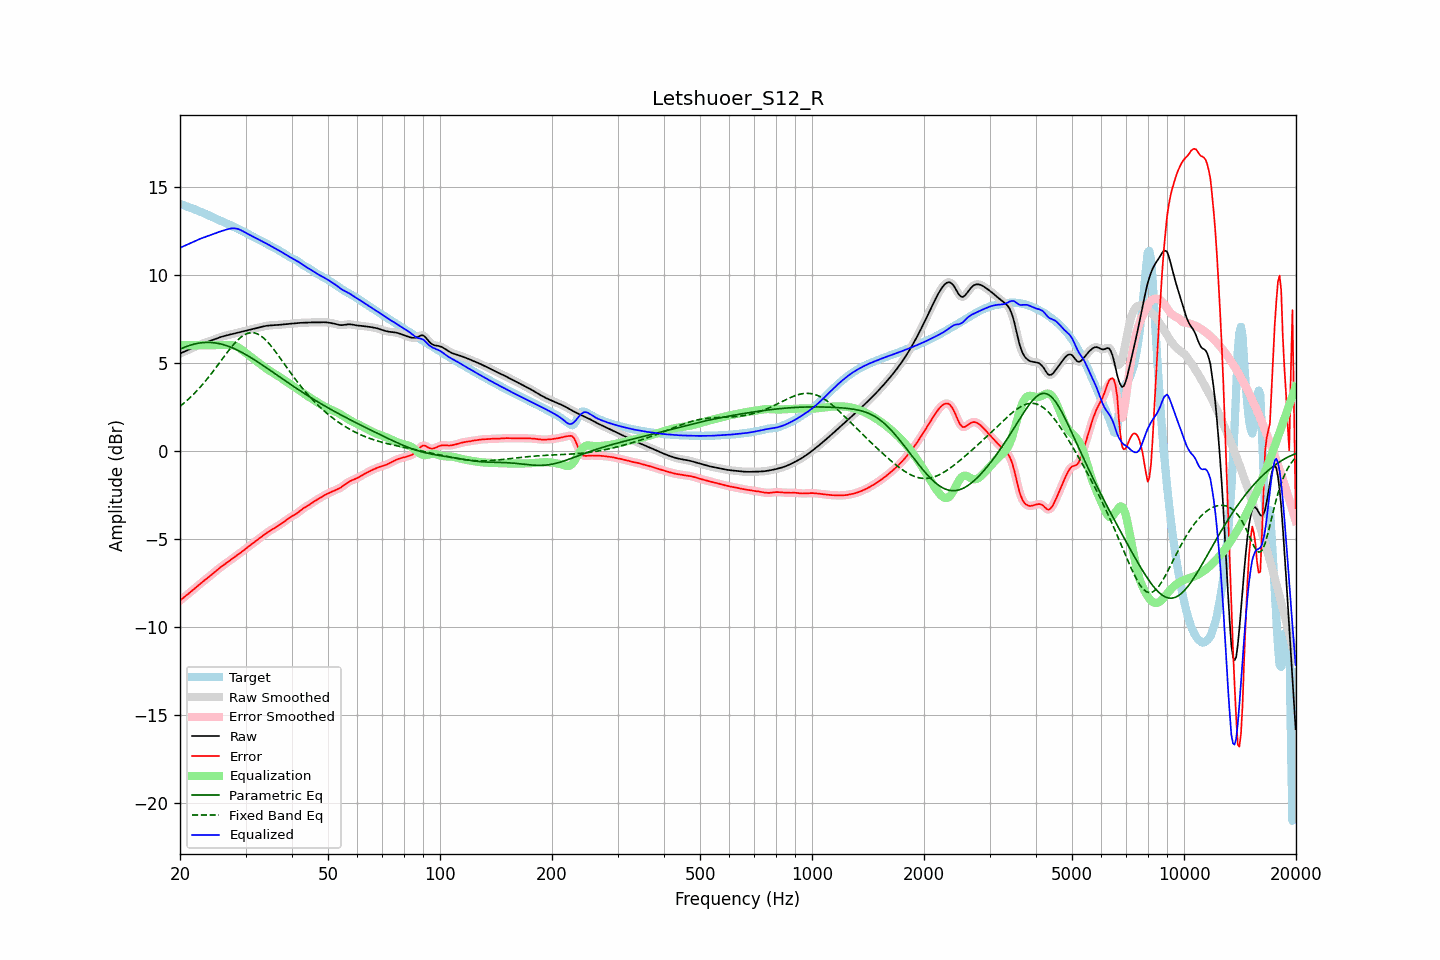 Letshuoer_S12_R
Amplitude (dBr)
15
10
5
0
−5
−10
−15
−20
Target
Raw Smoothed
Error Smoothed
Raw
Error
Equalization
Parametric Eq
Fixed Band Eq
Equalized
20
50
100
200
500
1000
2000
5000
10000
20000
Frequency (Hz)